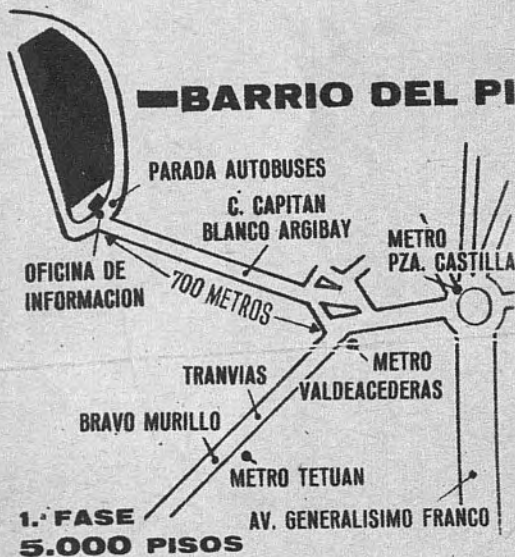 BARRIO DEL PI
PARADA AUTOBUSES
C. CAPITAN
BLANCO ARGIBAY
METRO
PZA. CASTILLA
OFICINA DE
INFORMACION
700 METROS
METRO
VALDEACEDERAS
TRANVIAS
BRAVO MURILLO
METRO TETUAN
AV. GENERALISIMO FRANCO
1.ª FASE
5.000 PISOS